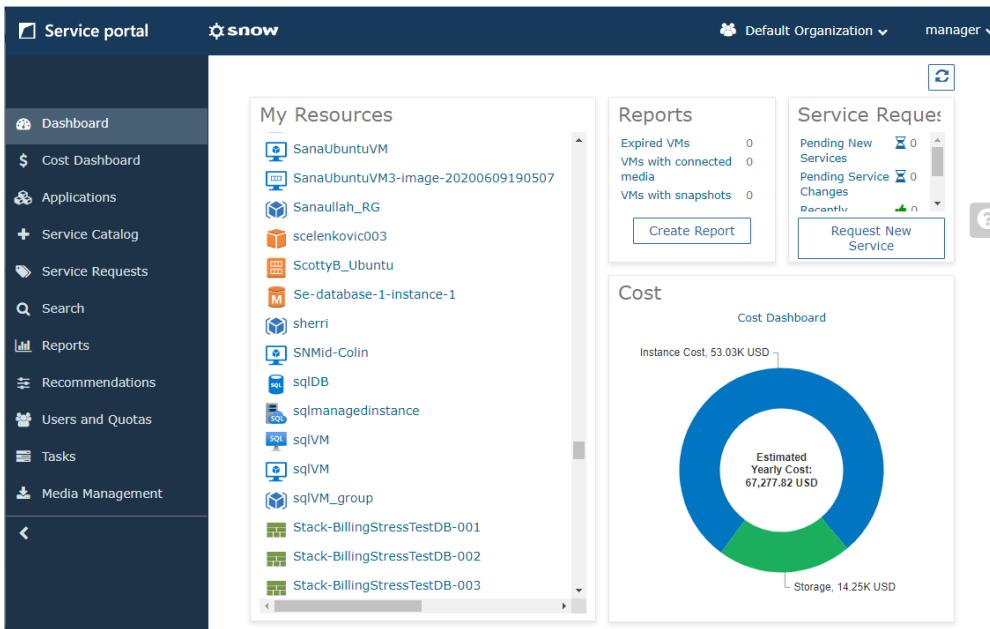 Service portal
snow
Default Organization
manager
Dashboard
Cost Dashboard
Applications
Service Catalog
Service Requests
Search
Reports
Recommendations
Users and Quotas
Tasks
Media Management
My Resources
SanaUbuntuVM
SanaUbuntuVM3-image-20200609190507
Sanaullah_RG
scelenkovic003
ScottyB_Ubuntu
Se-database-1-instance-1
sherri
SNMid-Colin
sqlDB
sqlmanagedinstance
sqlVM
sqlVM
sqlVM_group
Stack-BillingStressTestDB-001
Stack-BillingStressTestDB-002
Stack-BillingStressTestDB-003
Reports
Expired VMs 0
VMs with connected 0
media
VMs with snapshots 0
Create Report
Service Reques
Pending New 0
Services
Pending Service 0
Changes
Recently 0
Request New
Service
Cost
Cost Dashboard
Instance Cost, 53.03K USD
Estimated
Yearly Cost:
67,277.82 USD
Storage, 14.25K USD